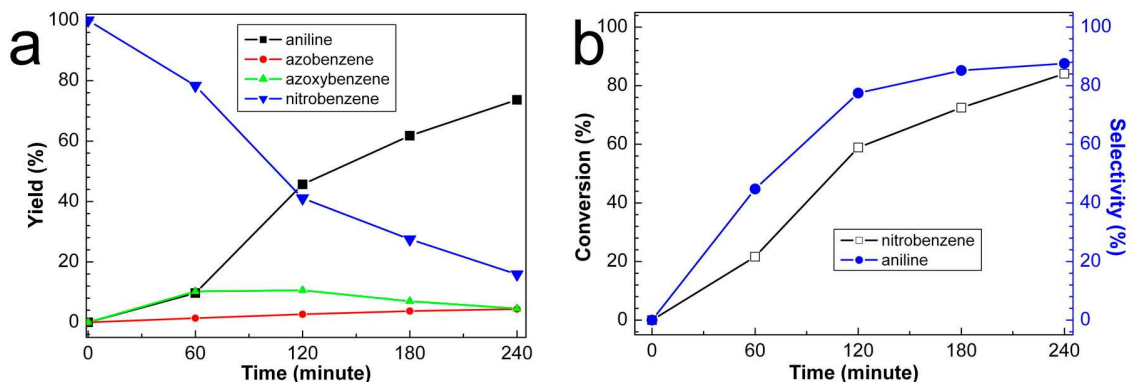 a
100
80
60
40
20
0
Yield (%)
aniline
azobenzene
azoxybenzene
nitrobenzene
0 60 120 180 240
Time (minute)
b
100
80
60
40
20
0
Conversion (%)
nitrobenzene
aniline
100
80
60
40
20
0
Selectivity (%)
0 60 120 180 240
Time (minute)